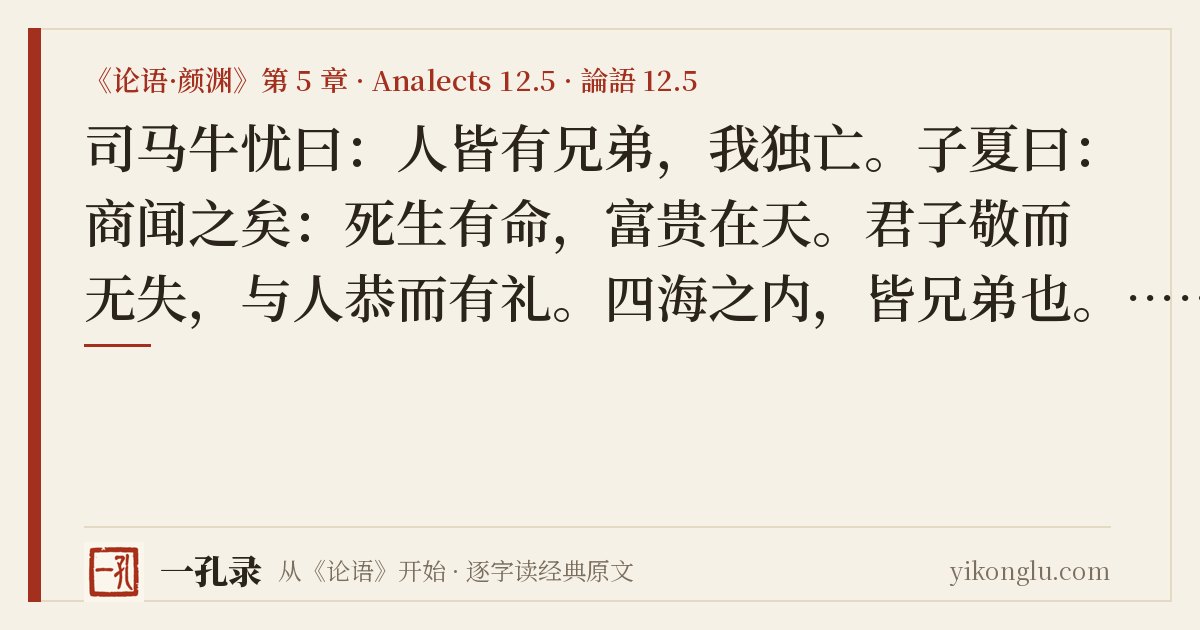 《论语·颜渊》第 5 章 · Analects 12.5 · 論語 12.5
司马牛忧曰：人皆有兄弟，我独亡。子夏曰：
商闻之矣：死生有命，富贵在天。君子敬而
无失，与人恭而有礼。四海之内，皆兄弟也。……
一孔
一孔录 从《论语》开始 · 逐字读经典原文 yikonglu.com